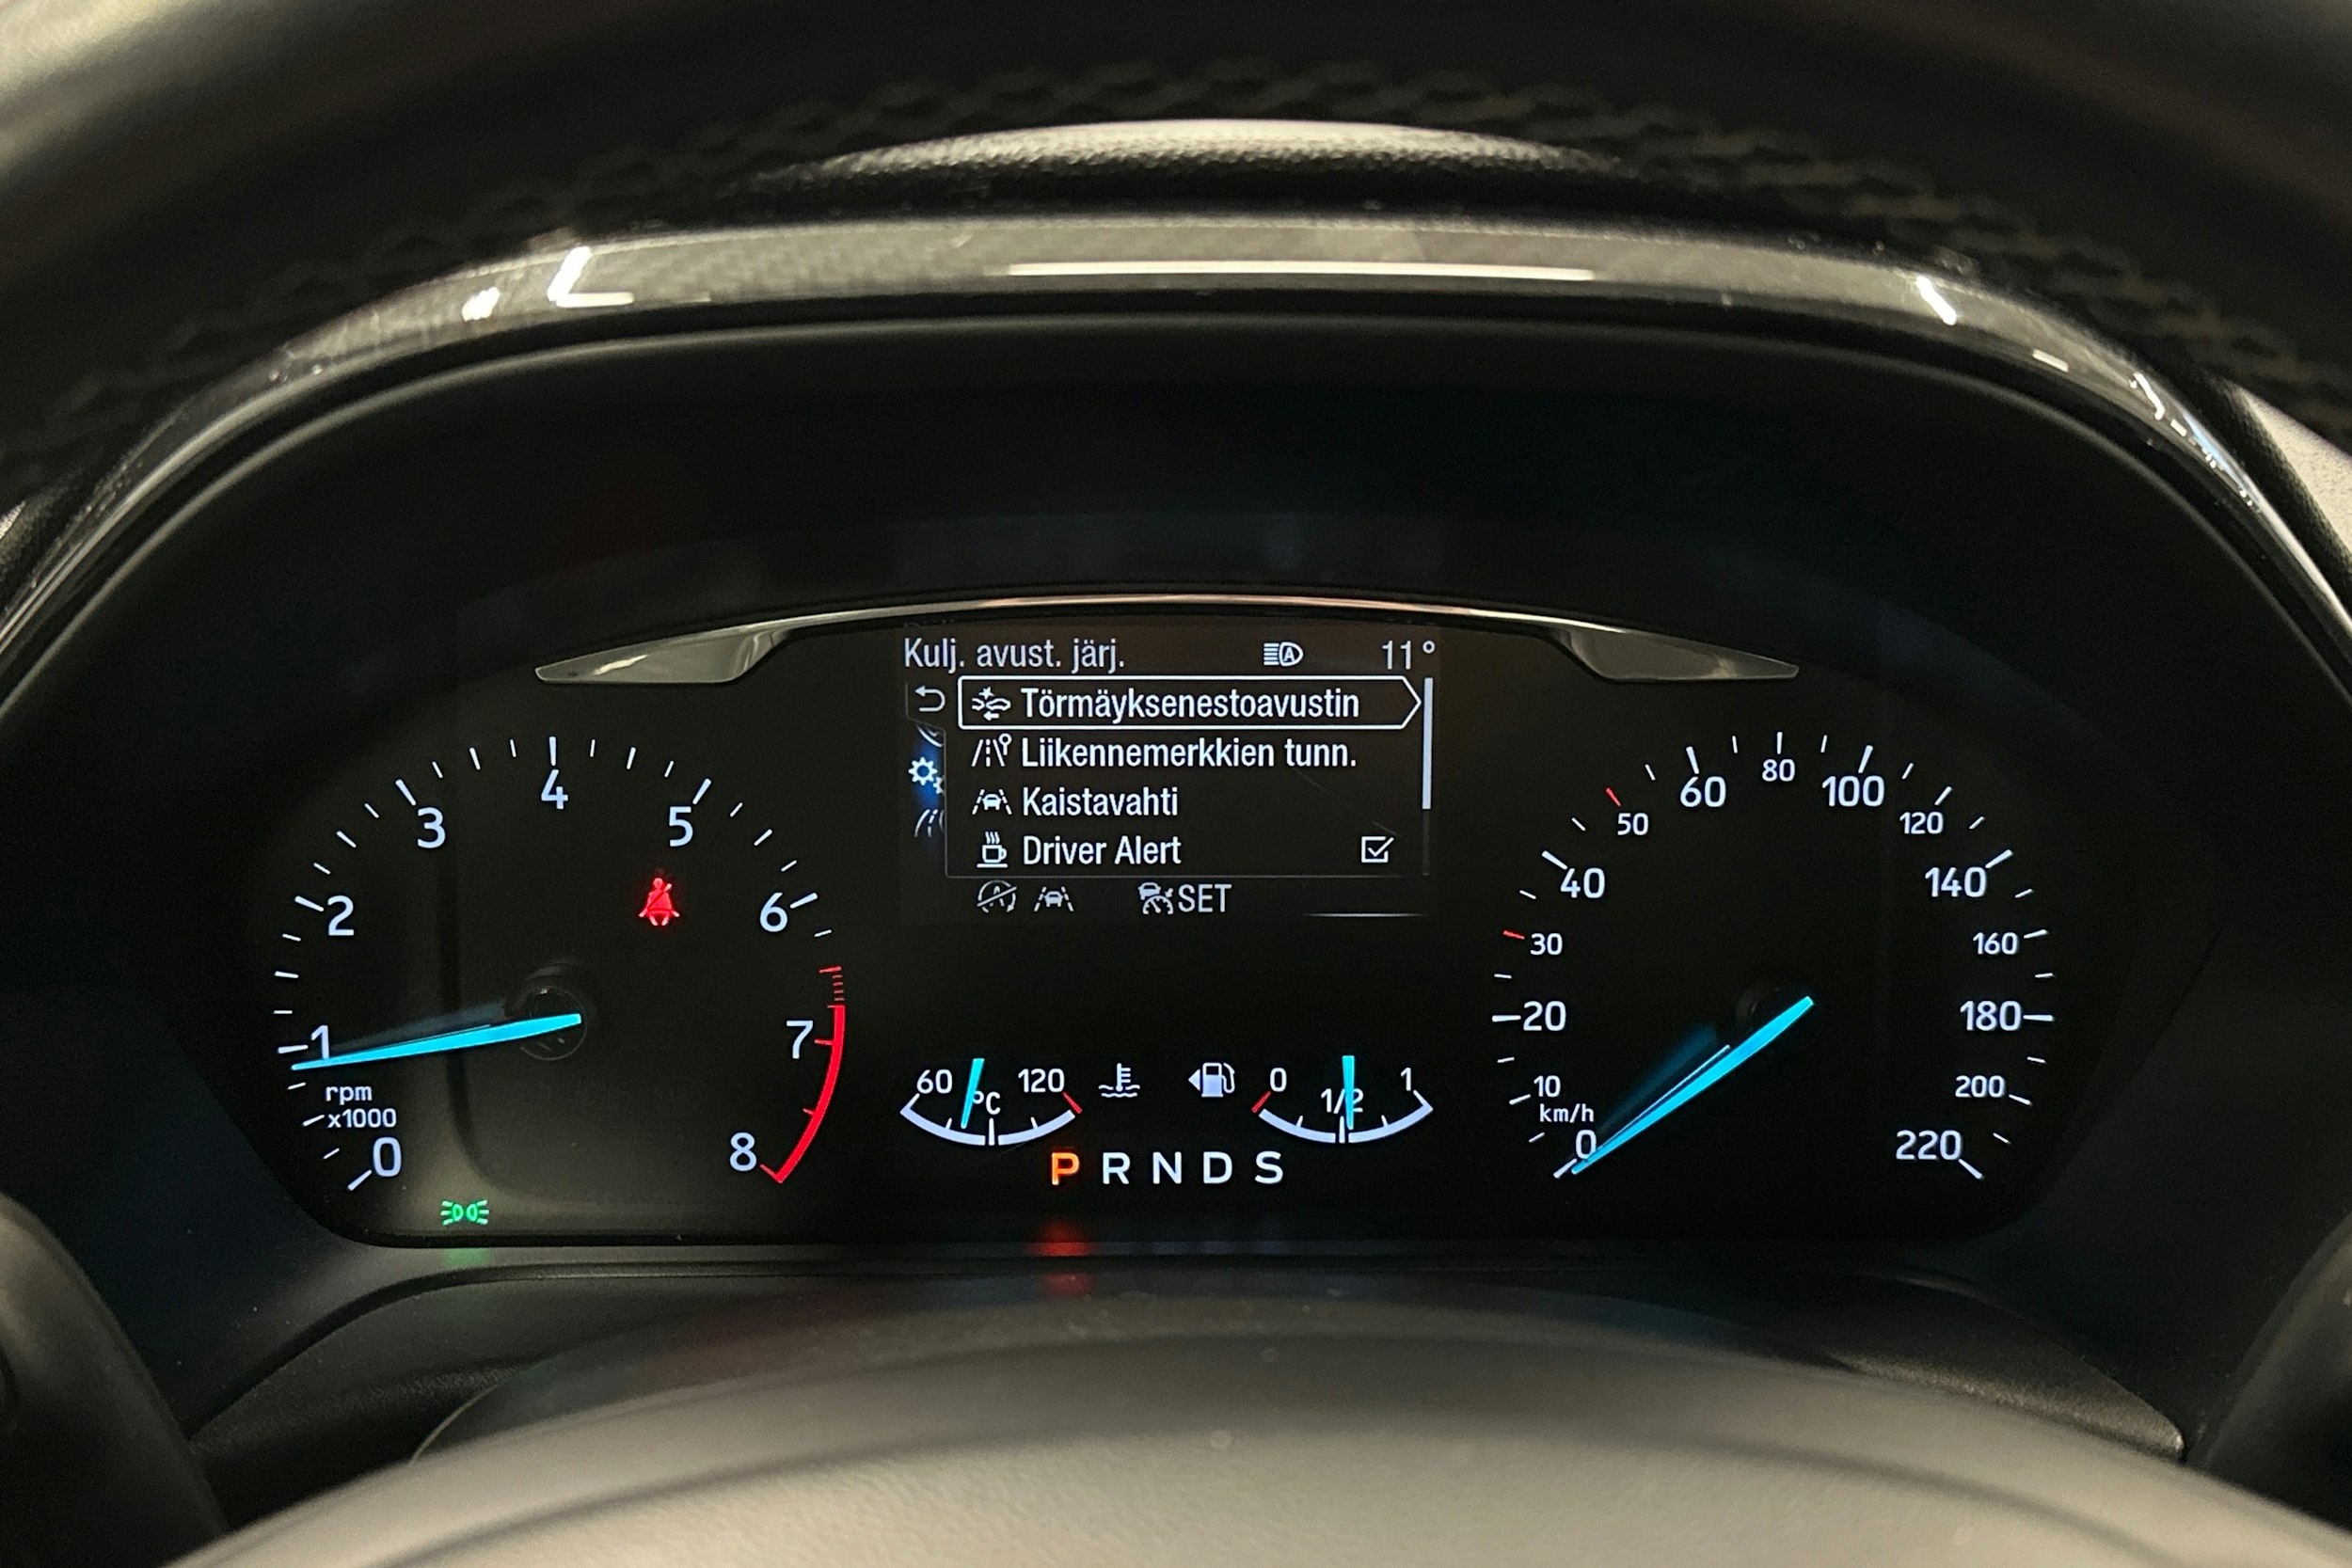 Kulj. avust. järj. 11°
Törmäyksenestoavustin
Liikennemerkkien tunn.
Kaistavahti
Driver Alert
SET
0
1
2
3
4
5
6
7
8
rpm
x1000
60 °C 120
0 1/2 1
P R N D S
0
10
20
30
40
50
60
80
100
120
140
160
180
200
220
km/h